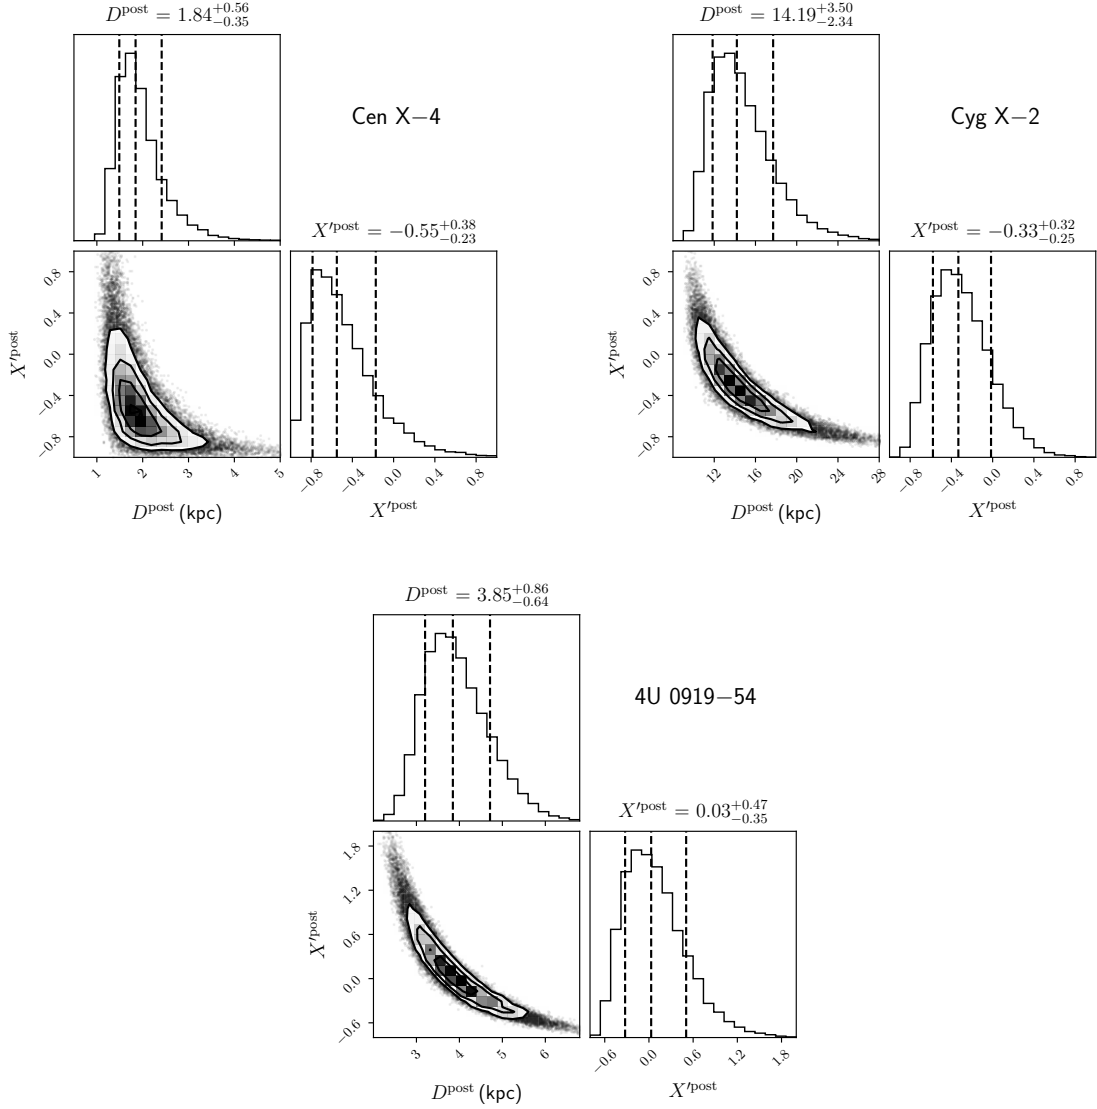 D^post = 1.84^+0.56_−0.35
Cen X−4
X′^post = −0.55^+0.38_−0.23
X′^post
0.8
0.4
0.0
−0.4
−0.8
1 2 3 4 5
D^post (kpc)
−0.8 −0.4 0.0 0.4 0.8
X′^post
D^post = 14.19^+3.50_−2.34
Cyg X−2
X′^post = −0.33^+0.32_−0.25
X′^post
0.8
0.4
0.0
−0.4
−0.8
12 16 20 24 28
D^post (kpc)
−0.8 −0.4 0.0 0.4 0.8
X′^post
D^post = 3.85^+0.86_−0.64
4U 0919−54
X′^post = 0.03^+0.47_−0.35
X′^post
1.8
1.2
0.6
0.0
−0.6
3 4 5 6
D^post (kpc)
−0.6 0.0 0.6 1.2 1.8
X′^post